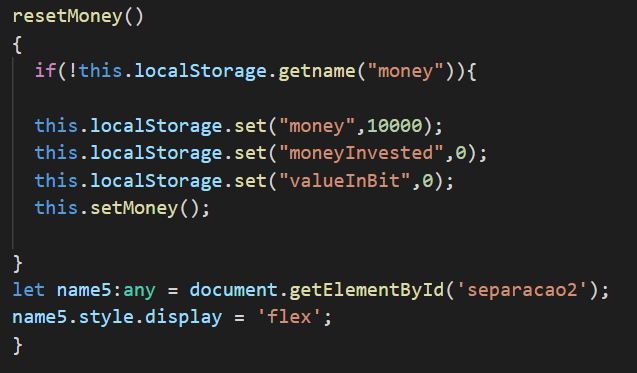 resetMoney()
{
if(!this.localStorage.getname("money")){
this.localStorage.set("money",10000);
this.localStorage.set("moneyInvested",0);
this.localStorage.set("valueInBit",0);
this.setMoney();
}
let name5:any = document.getElementById('separacao2');
name5.style.display = 'flex';
}